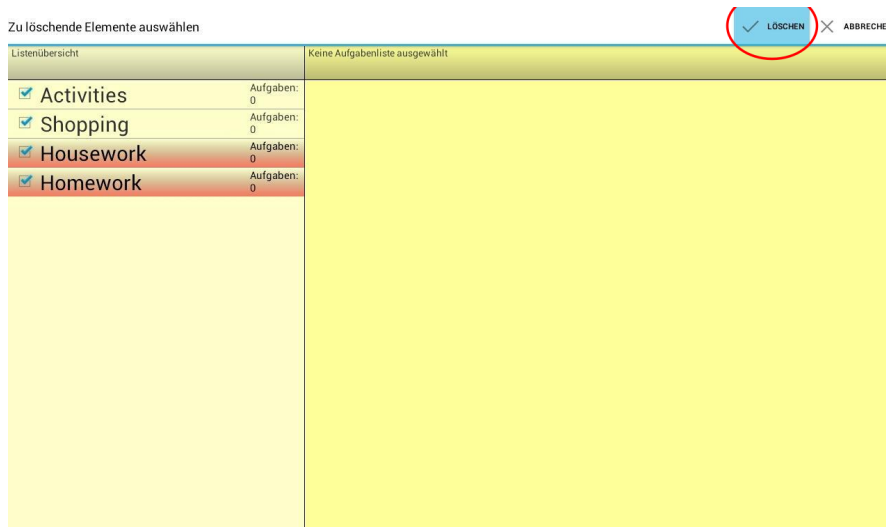 Zu löschende Elemente auswählen
LÖSCHEN
ABBRECHE
Listenübersicht
Keine Aufgabenliste ausgewählt
Activities
Aufgaben:
0
Shopping
Aufgaben:
0
Housework
Aufgaben:
0
Homework
Aufgaben:
0